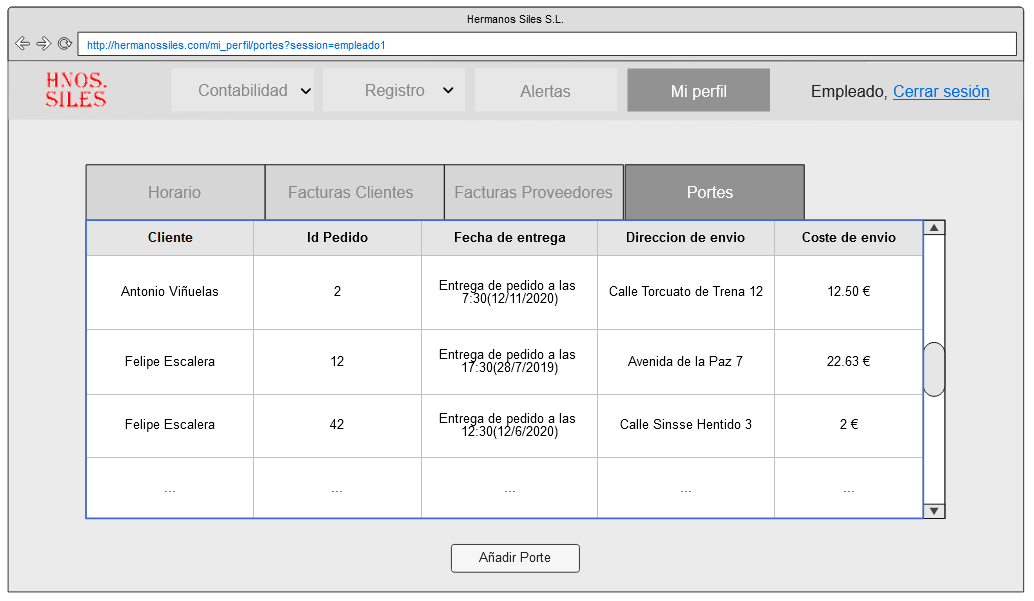 Hermanos Siles S.L.
http://hermanossiles.com/mi_perfil/portes?session=empleado1
HNOS.
SILES
Contabilidad
Registro
Alertas
Mi perfil
Empleado, Cerrar sesión
Horario
Facturas Clientes
Facturas Proveedores
Portes
Cliente
Id Pedido
Fecha de entrega
Direccion de envio
Coste de envio
Antonio Viñuelas
2
Entrega de pedido a las
7:30(12/11/2020)
Calle Torcuato de Trena 12
12.50 €
Felipe Escalera
12
Entrega de pedido a las
17:30(28/7/2019)
Avenida de la Paz 7
22.63 €
Felipe Escalera
42
Entrega de pedido a las
12:30(12/6/2020)
Calle Sinsse Hentido 3
2 €
...
...
...
...
...
Añadir Porte